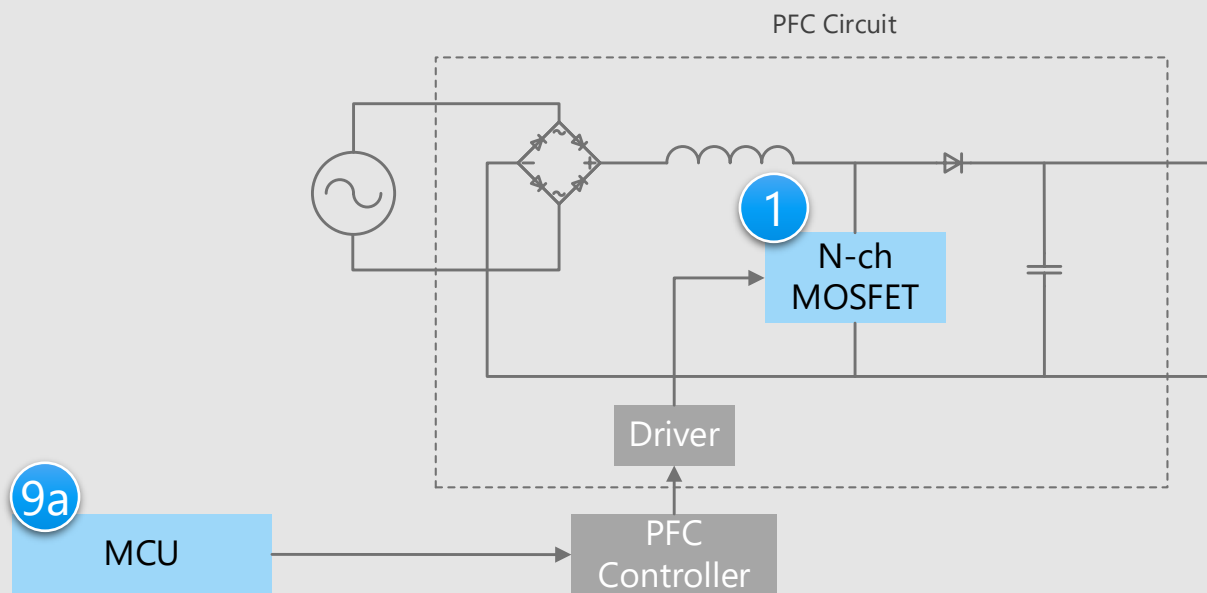 PFC Circuit
1
N-ch
MOSFET
Driver
9a
MCU
PFC
Controller